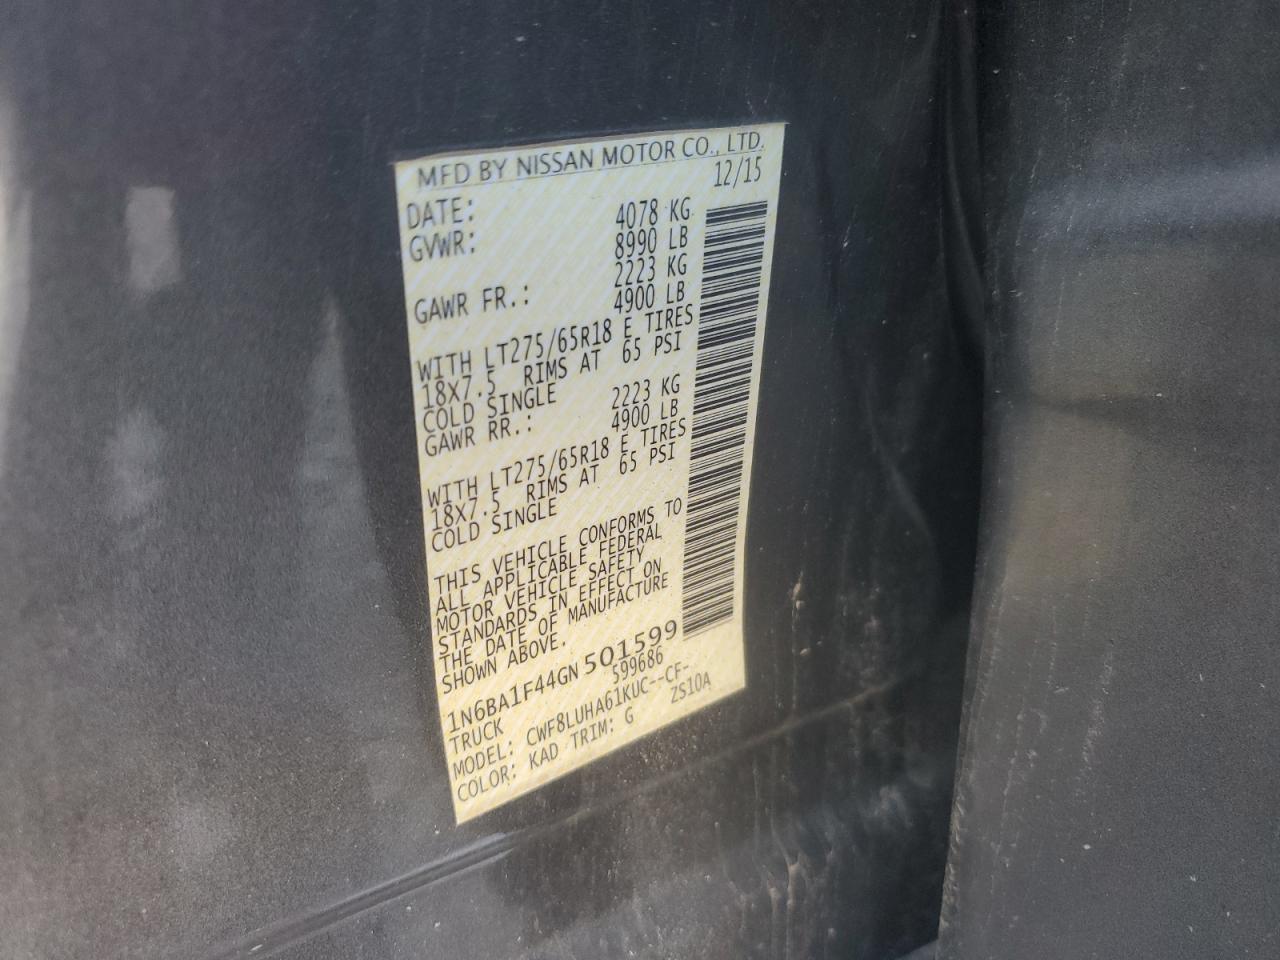 MFD BY NISSAN MOTOR CO., LTD.
DATE: 12/15
GVWR: 4078 KG
8990 LB
GAWR FR.: 2223 KG
4900 LB
WITH LT275/65R18 E TIRES
18X7.5 RIMS AT 65 PSI
COLD SINGLE
GAWR RR.: 2223 KG
4900 LB
WITH LT275/65R18 E TIRES
18X7.5 RIMS AT 65 PSI
COLD SINGLE
THIS VEHICLE CONFORMS TO
ALL APPLICABLE FEDERAL
MOTOR VEHICLE SAFETY
STANDARDS IN EFFECT ON
THE DATE OF MANUFACTURE
SHOWN ABOVE.
1N6BA1F44GN501599
TRUCK 599686
MODEL: CWF8LUHA61KUC--CF-
COLOR: KAD TRIM: G ZS10A